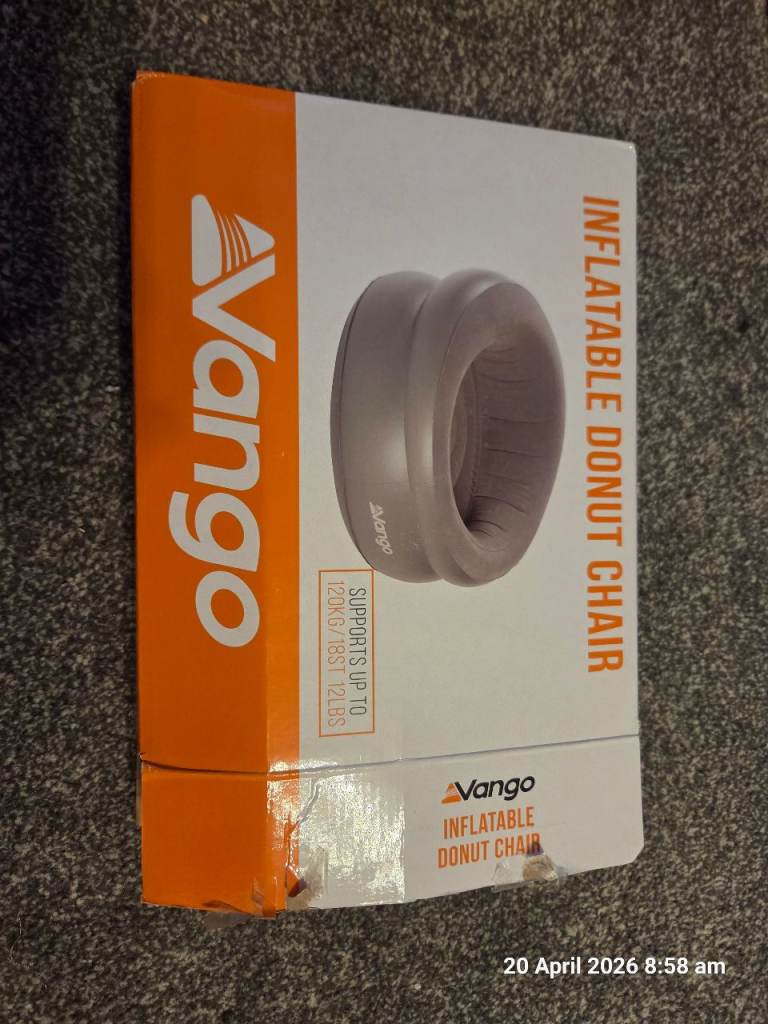 INFLATABLE DONUT CHAIR
Vango
SUPPORTS UP TO
120KG/18ST 12LBS
Vango
Vango
INFLATABLE
DONUT CHAIR
20 April 2026 8:58 am